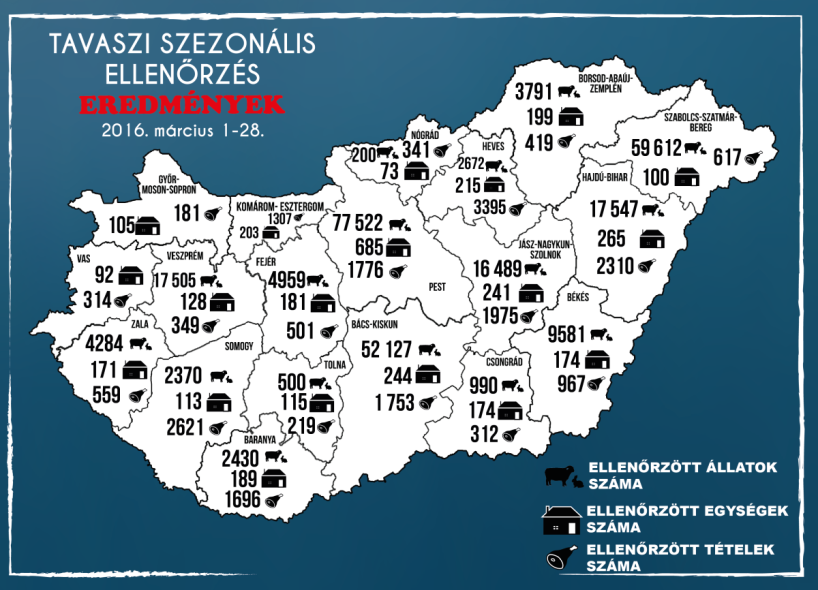 TAVASZI SZEZONÁLIS
ELLENŐRZÉS
EREDMÉNYEK
2016. március 1-28.
BORSOD-ABAÚJ-
ZEMPLÉN
3791
199
419
SZABOLCS-SZATMÁR-
BEREG
59 612
617
100
NÓGRÁD
200
341
73
HEVES
2672
215
3395
HAJDÚ-BIHAR
17 547
265
2310
GYŐR-
MOSON-SOPRON
181
105
KOMÁROM- ESZTERGOM
1307
203
77 522
685
1776
PEST
JÁSZ-NAGYKUN-
SZOLNOK
16 489
241
1975
VAS
92
314
VESZPRÉM
17 505
128
349
FEJÉR
4959
181
501
BÉKÉS
9581
174
967
ZALA
4284
171
559
SOMOGY
2370
113
2621
TOLNA
500
115
219
BÁCS-KISKUN
52 127
244
1 753
CSONGRÁD
990
174
312
BARANYA
2430
189
1696
ELLENŐRZÖTT ÁLLATOK
SZÁMA
ELLENŐRZÖTT EGYSÉGEK
SZÁMA
ELLENŐRZÖTT TÉTELEK
SZÁMA